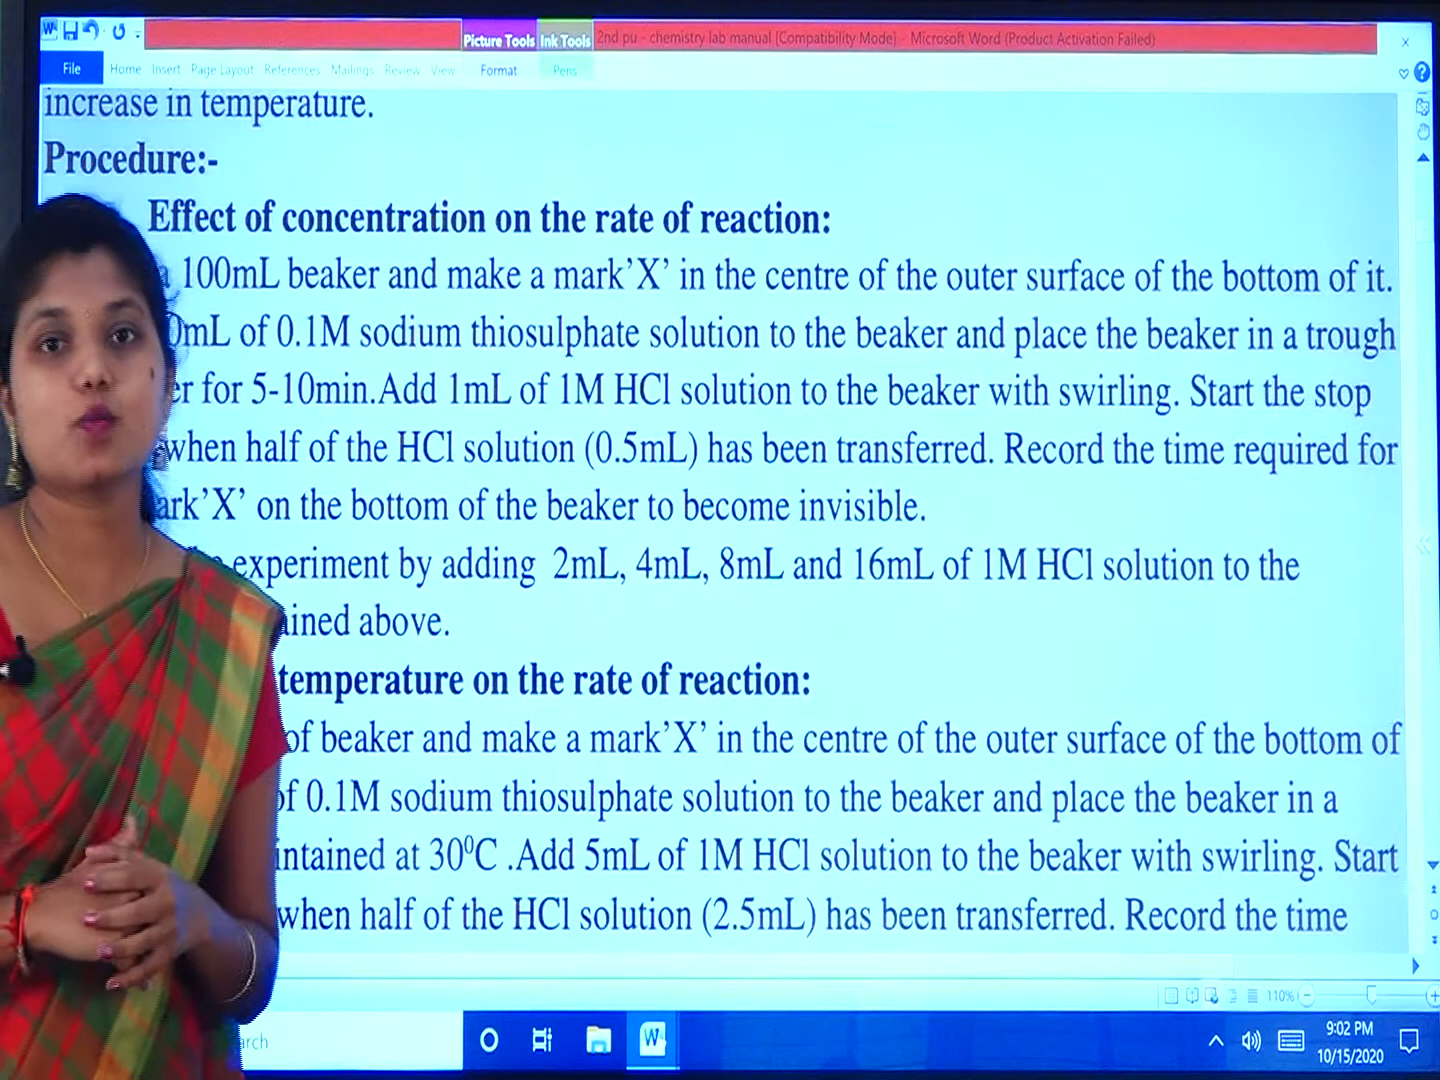 Picture Tools Ink Tools 2nd pu - chemistry lab manual [Compatibility Mode] - Microsoft Word (Product Activation Failed)
File Home Insert Page Layout References Mailings Review View Format Pens
increase in temperature.
Procedure:-
Effect of concentration on the rate of reaction:
100mL beaker and make a mark’X’ in the centre of the outer surface of the bottom of it.
of 0.1M sodium thiosulphate solution to the beaker and place the beaker in a trough
for 5-10min.Add 1mL of 1M HCl solution to the beaker with swirling. Start the stop
when half of the HCl solution (0.5mL) has been transferred. Record the time required for
on the bottom of the beaker to become invisible.
experiment by adding 2mL, 4mL, 8mL and 16mL of 1M HCl solution to the
above.
temperature on the rate of reaction:
of beaker and make a mark’X’ in the centre of the outer surface of the bottom of
of 0.1M sodium thiosulphate solution to the beaker and place the beaker in a
at 30⁰C .Add 5mL of 1M HCl solution to the beaker with swirling. Start
when half of the HCl solution (2.5mL) has been transferred. Record the time
110%
9:02 PM
10/15/2020